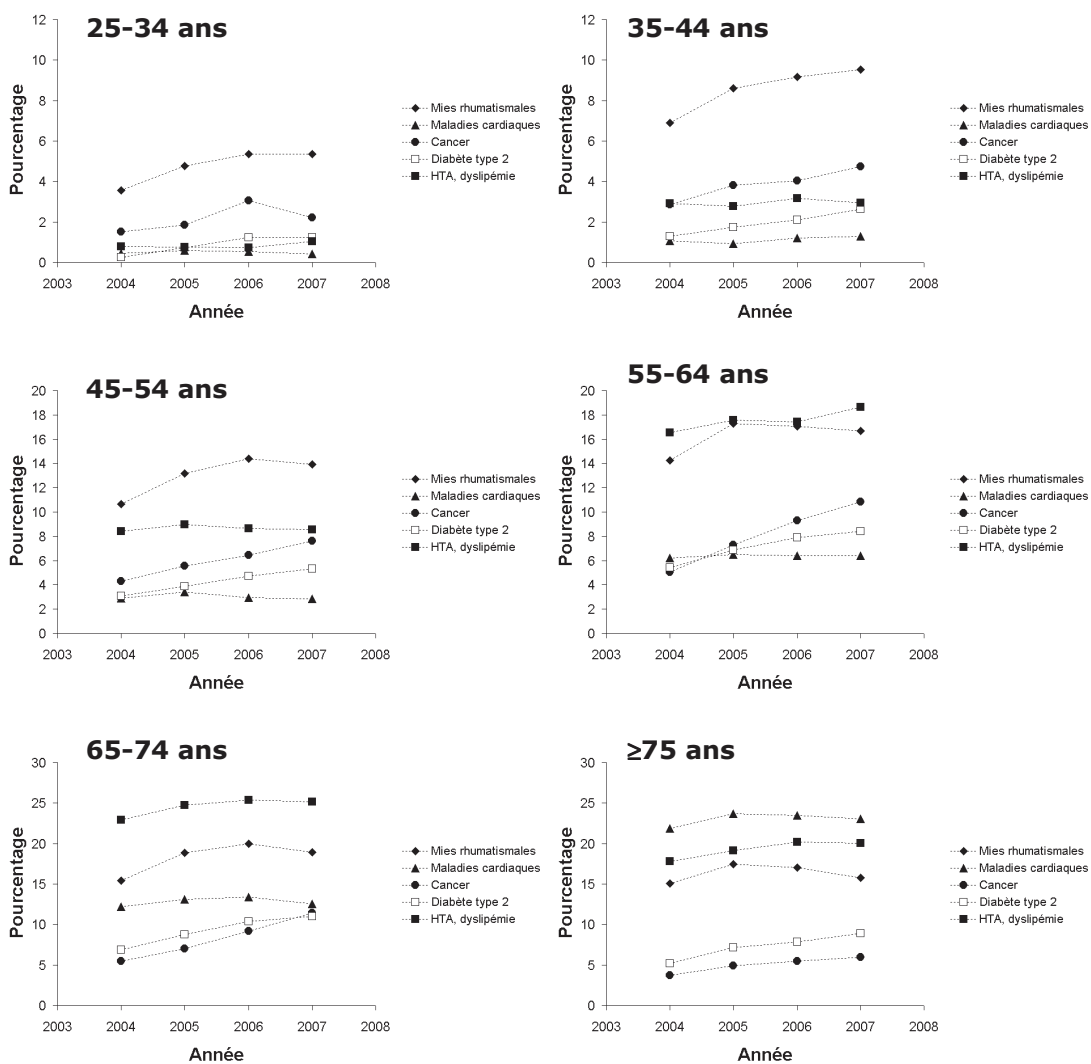 25-34 ans
12
10
8
6
4
2
0
Pourcentage
2003 2004 2005 2006 2007 2008
Année
Mies rhumatismales
Maladies cardiaques
Cancer
Diabète type 2
HTA, dyslipémie
35-44 ans
12
10
8
6
4
2
0
Pourcentage
2003 2004 2005 2006 2007 2008
Année
Mies rhumatismales
Maladies cardiaques
Cancer
Diabète type 2
HTA, dyslipémie
45-54 ans
20
18
16
14
12
10
8
6
4
2
0
Pourcentage
2003 2004 2005 2006 2007 2008
Année
Mies rhumatismales
Maladies cardiaques
Cancer
Diabète type 2
HTA, dyslipémie
55-64 ans
20
18
16
14
12
10
8
6
4
2
0
Pourcentage
2003 2004 2005 2006 2007 2008
Année
Mies rhumatismales
Maladies cardiaques
Cancer
Diabète type 2
HTA, dyslipémie
65-74 ans
30
25
20
15
10
5
0
Pourcentage
2003 2004 2005 2006 2007 2008
Année
Mies rhumatismales
Maladies cardiaques
Cancer
Diabète type 2
HTA, dyslipémie
≥75 ans
30
25
20
15
10
5
0
Pourcentage
2003 2004 2005 2006 2007 2008
Année
Mies rhumatismales
Maladies cardiaques
Cancer
Diabète type 2
HTA, dyslipémie